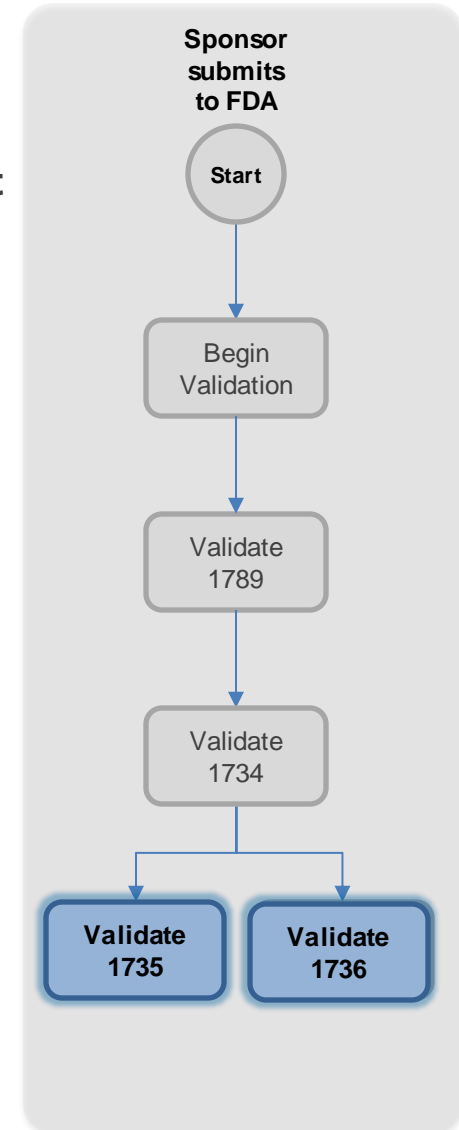 Sponsor
submits
to FDA
Start
Begin
Validation
Validate
1789
Validate
1734
Validate
1735
Validate
1736